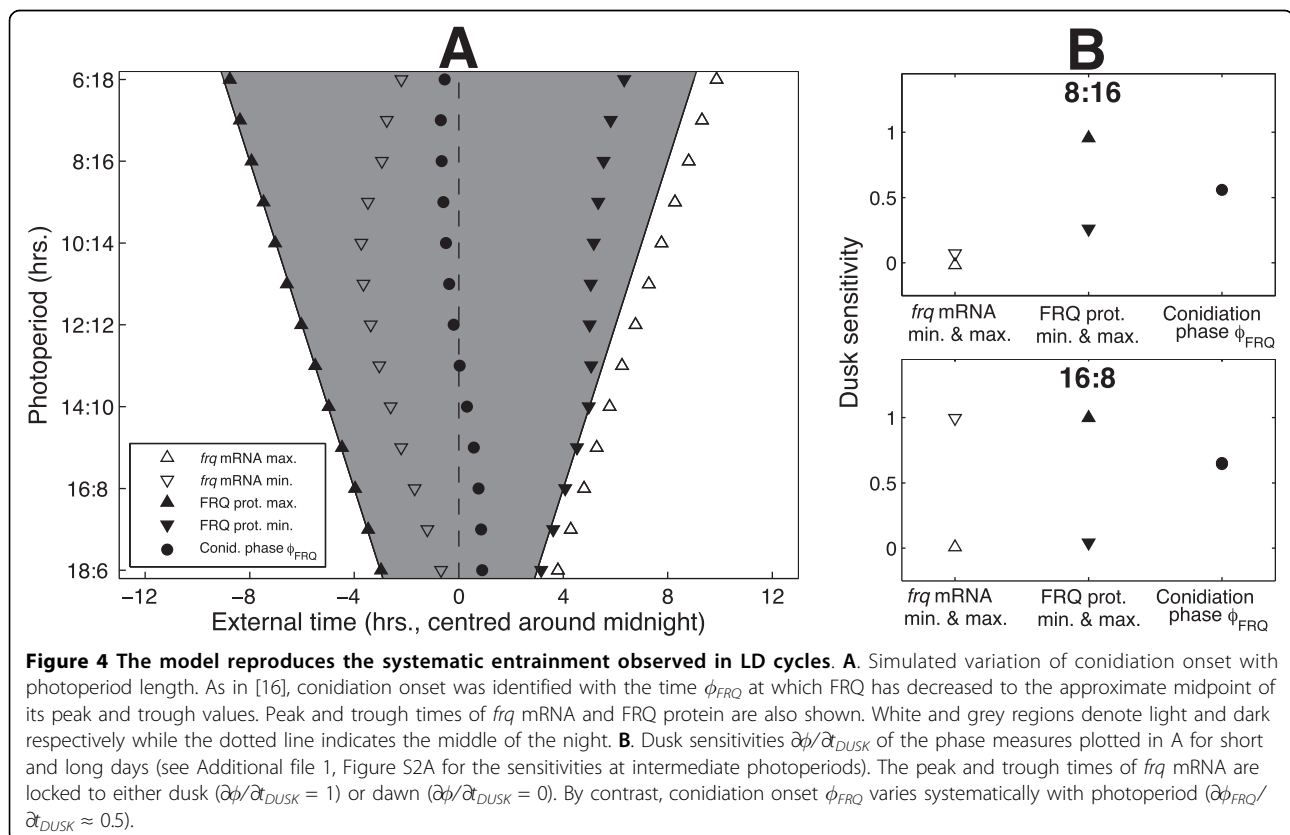 A
6:18
8:16
10:14
12:12
14:10
16:8
18:6
Photoperiod (hrs.)
frq mRNA max.
frq mRNA min.
FRQ prot. max.
FRQ prot. min.
Conid. phase ϕFRQ
−12
−8
−4
0
4
8
12
External time (hrs., centred around midnight)
B
8:16
1
0.5
0
frq mRNA
min. & max.
FRQ prot.
min. & max.
Conidiation
phase ϕFRQ
Dusk sensitivity
16:8
1
0.5
0
frq mRNA
min. & max.
FRQ prot.
min. & max.
Conidiation
phase ϕFRQ
Figure 4 The model reproduces the systematic entrainment observed in LD cycles. A. Simulated variation of conidiation onset with
photoperiod length. As in [16], conidiation onset was identified with the time ϕFRQ at which FRQ has decreased to the approximate midpoint of
its peak and trough values. Peak and trough times of frq mRNA and FRQ protein are also shown. White and grey regions denote light and dark
respectively while the dotted line indicates the middle of the night. B. Dusk sensitivities ∂ϕ/∂tDUSK of the phase measures plotted in A for short
and long days (see Additional file 1, Figure S2A for the sensitivities at intermediate photoperiods). The peak and trough times of frq mRNA are
locked to either dusk (∂ϕ/∂tDUSK = 1) or dawn (∂ϕ/∂tDUSK = 0). By contrast, conidiation onset ϕFRQ varies systematically with photoperiod (∂ϕFRQ/
∂tDUSK ≈ 0.5).